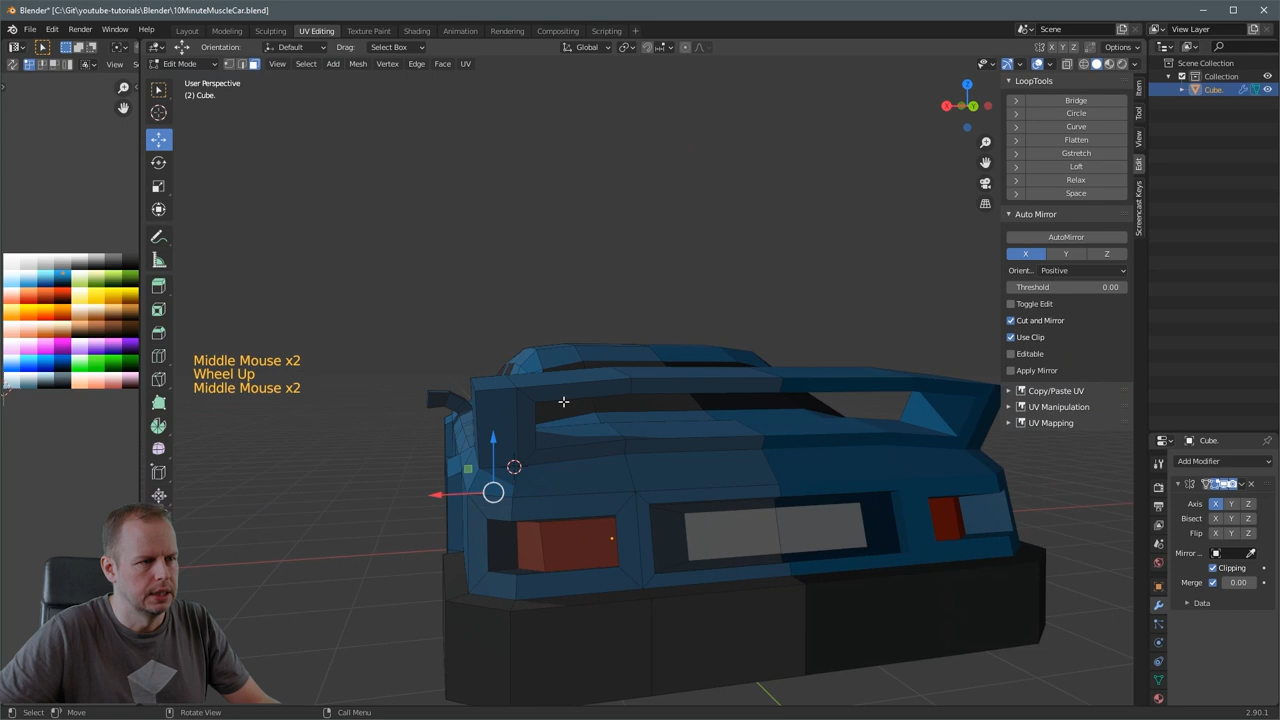 Blender* [C:\Git\youtube-tutorials\Blender\10MinuteMuscleCar.blend]
File Edit Render Window Help Layout Modeling Sculpting UV Editing Texture Paint Shading Animation Rendering Compositing Scripting + Scene View Layer
Orientation: Default Drag: Select Box Global X Y Z Options
View S Edit Mode View Select Add Mesh Vertex Edge Face UV
Scene Collection
Collection
Cube.
User Perspective
(2) Cube.
Z
X
Y
LoopTools
Bridge
Circle
Curve
Flatten
Gstretch
Loft
Relax
Space
Auto Mirror
AutoMirror
X Y Z
Orient... Positive
Threshold 0.00
Toggle Edit
Cut and Mirror
Use Clip
Editable
Apply Mirror
Copy/Paste UV
UV Manipulation
UV Mapping
Item
Tool
View
Edit
Screencast Keys
Middle Mouse x2
Wheel Up
Middle Mouse x2
Cube.
Add Modifier
Axis X Y Z
Bisect X Y Z
Flip X Y Z
Mirror ...
Clipping
Merge 0.00
Data
Select Move Rotate View Call Menu 2.90.1